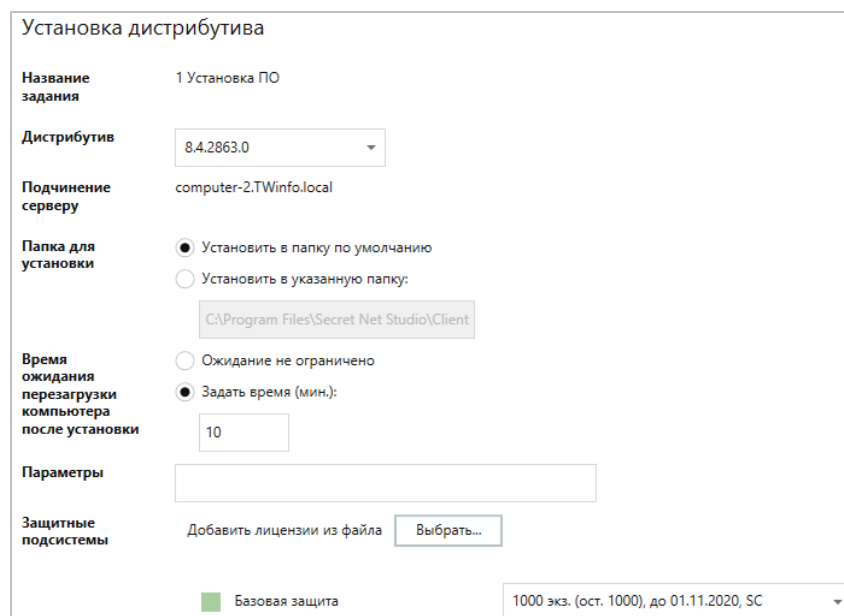 Установка дистрибутива
Название
задания
1 Установка ПО
Дистрибутив
8.4.2863.0
Подчинение
серверу
computer-2.TWinfo.local
Папка для
установки
Установить в папку по умолчанию
Установить в указанную папку:
C:\Program Files\Secret Net Studio\Client
Время
ожидания
перезагрузки
компьютера
после установки
Ожидание не ограничено
Задать время (мин.):
10
Параметры
Защитные
подсистемы
Добавить лицензии из файла
Выбрать...
Базовая защита
1000 экз. (ост. 1000), до 01.11.2020, SC